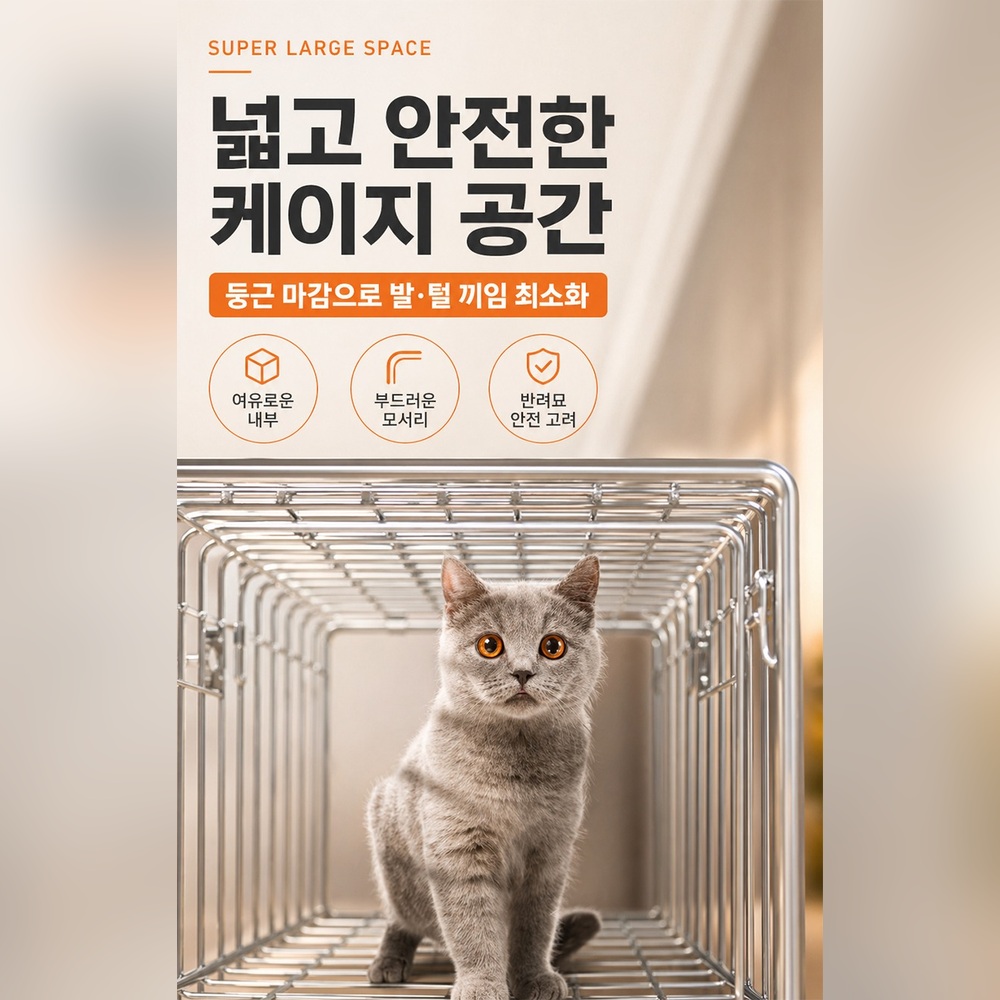 SUPER LARGE SPACE
넓고 안전한
케이지 공간
둥근 마감으로 발·털 끼임 최소화
여유로운
내부
부드러운
모서리
반려묘
안전 고려